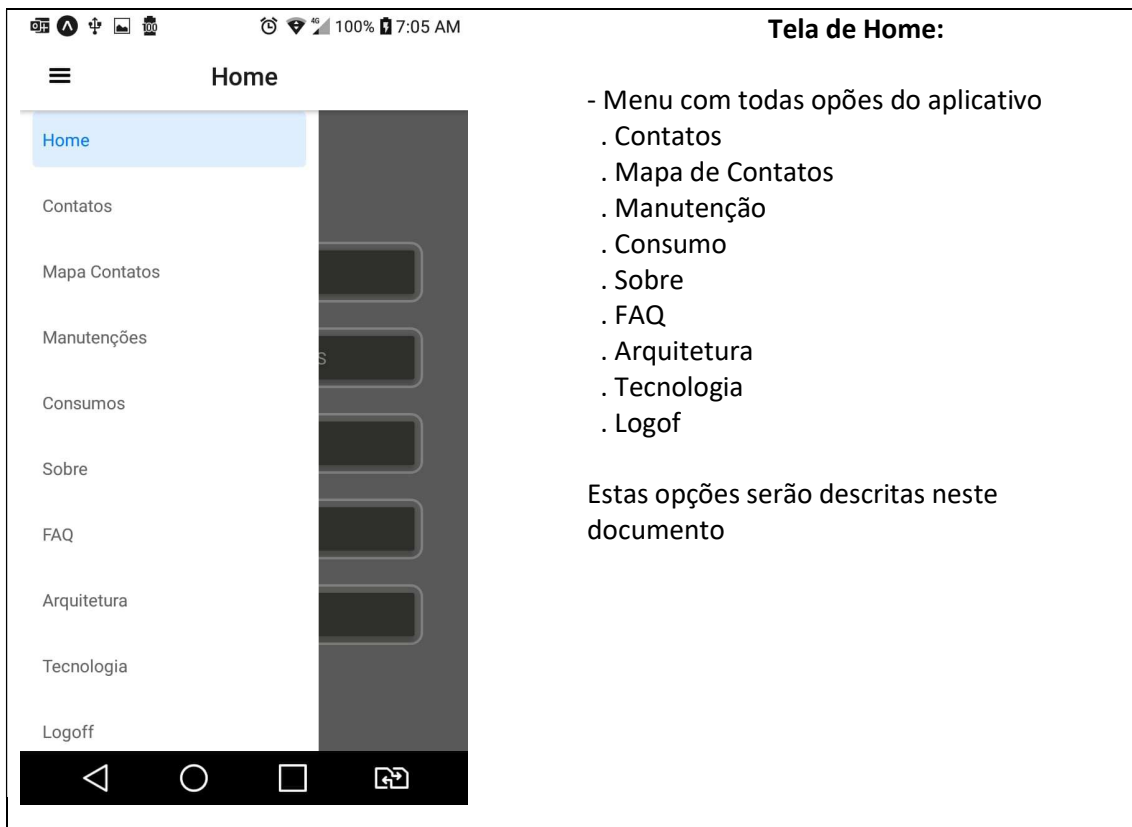 100
4G
100% 7:05 AM
Home
Home
Contatos
Mapa Contatos
Manutenções
Consumos
Sobre
FAQ
Arquitetura
Tecnologia
Logoff
S
Tela de Home:
- Menu com todas opões do aplicativo
. Contatos
. Mapa de Contatos
. Manutenção
. Consumo
. Sobre
. FAQ
. Arquitetura
. Tecnologia
. Logof
Estas opções serão descritas neste
documento